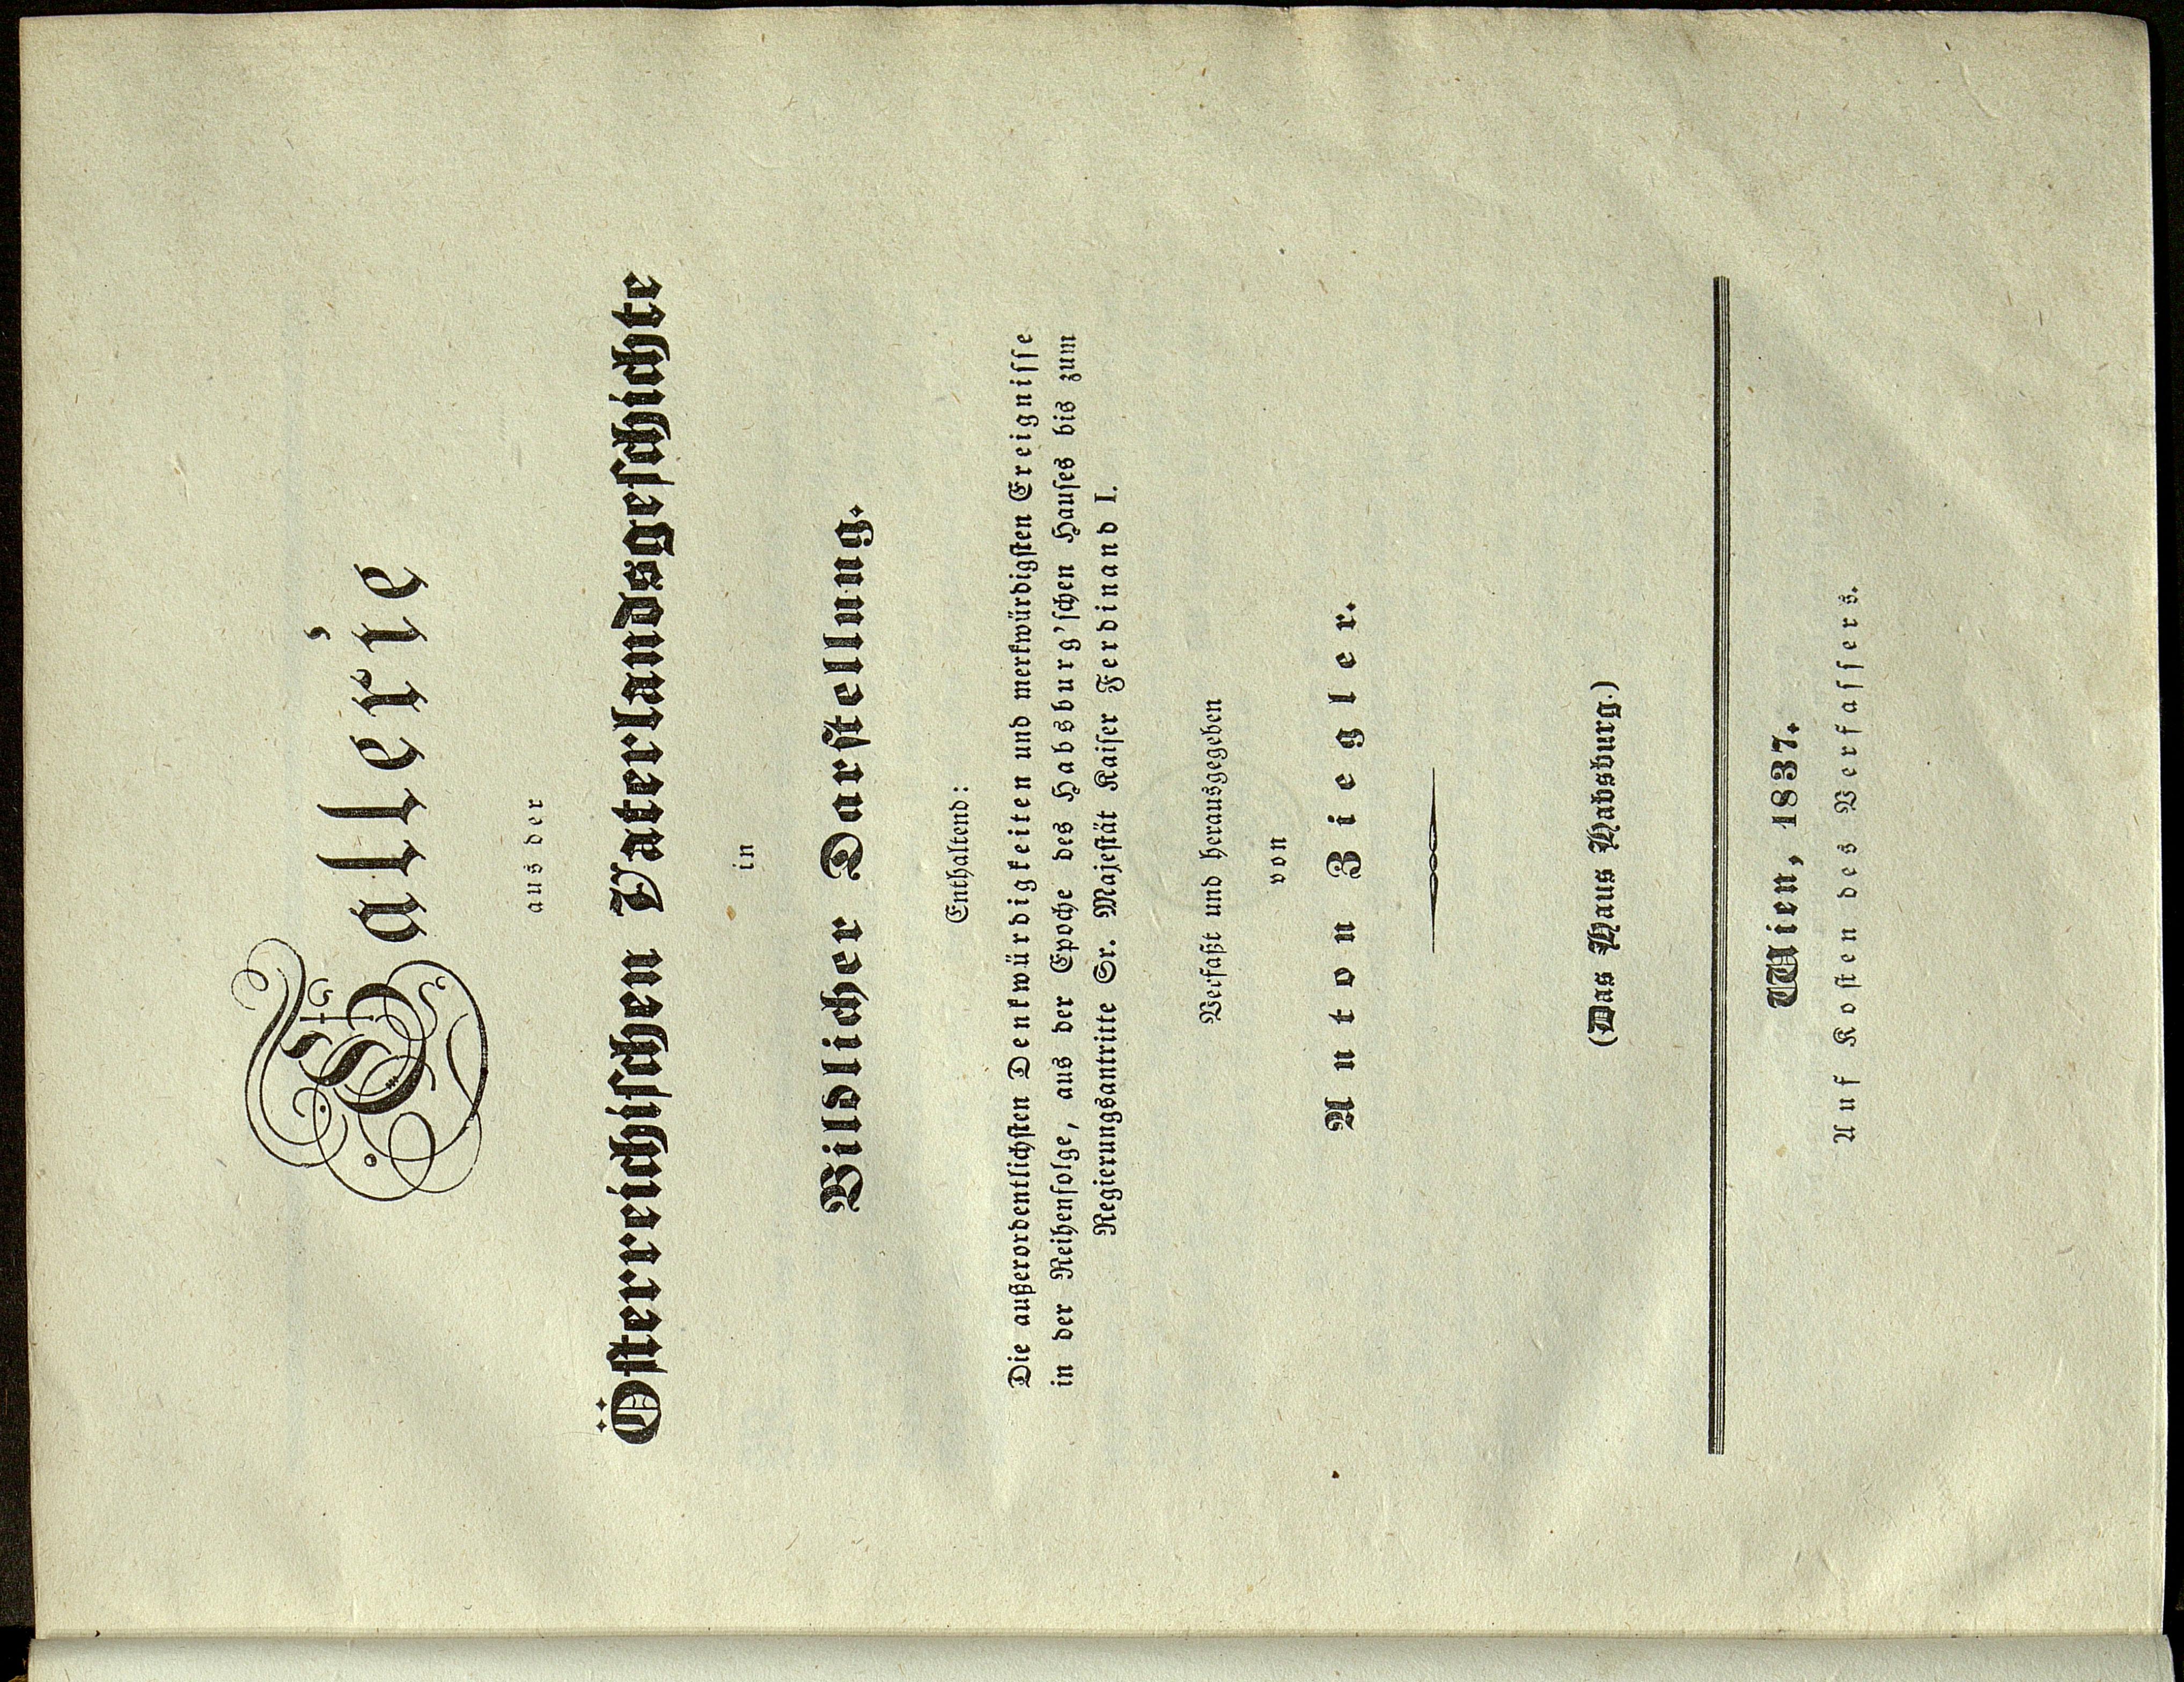 Gallerie
aus der
Österreichischen Vaterlandsgeschichte
in
Bildlicher Darstellung.
Enthaltend:
Die außerordentlichsten Denkwürdigkeiten und merkwürdigsten Ereignisse
in der Reihenfolge, aus der Epoche des Habsburg'schen Hauses bis zum
Regierungsantritte Sr. Majestät Kaiser Ferdinand I.
Verfaßt und herausgegeben
von
Anton Ziegler.
(Das Haus Habsburg.)
Wien, 1837.
Auf Kosten des Verfassers.